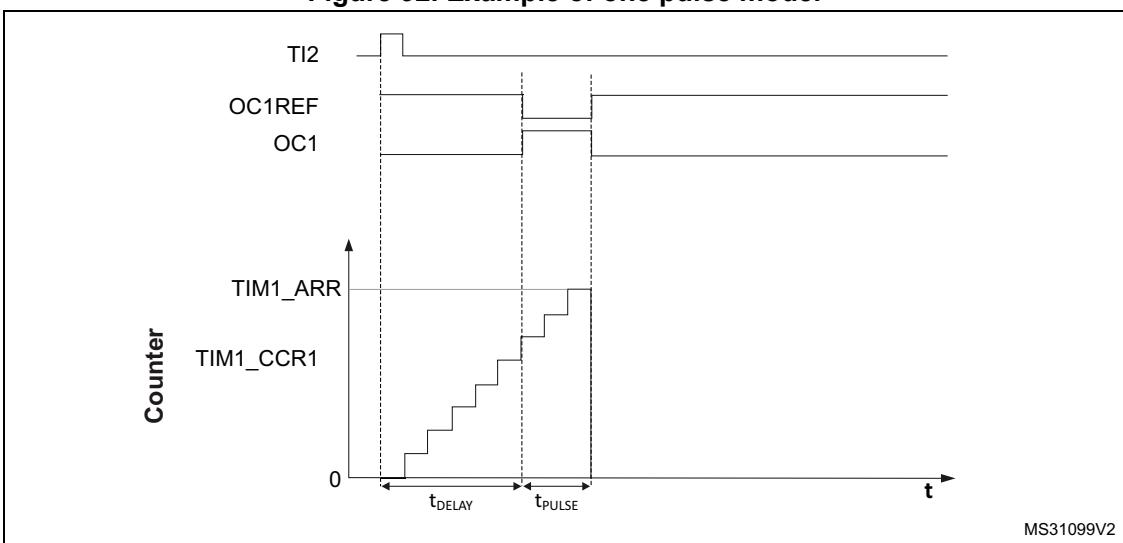 TI2
OC1REF
OC1
TIM1_ARR
TIM1_CCR1
Counter
0
tDELAY
tPULSE
t
MS31099V2